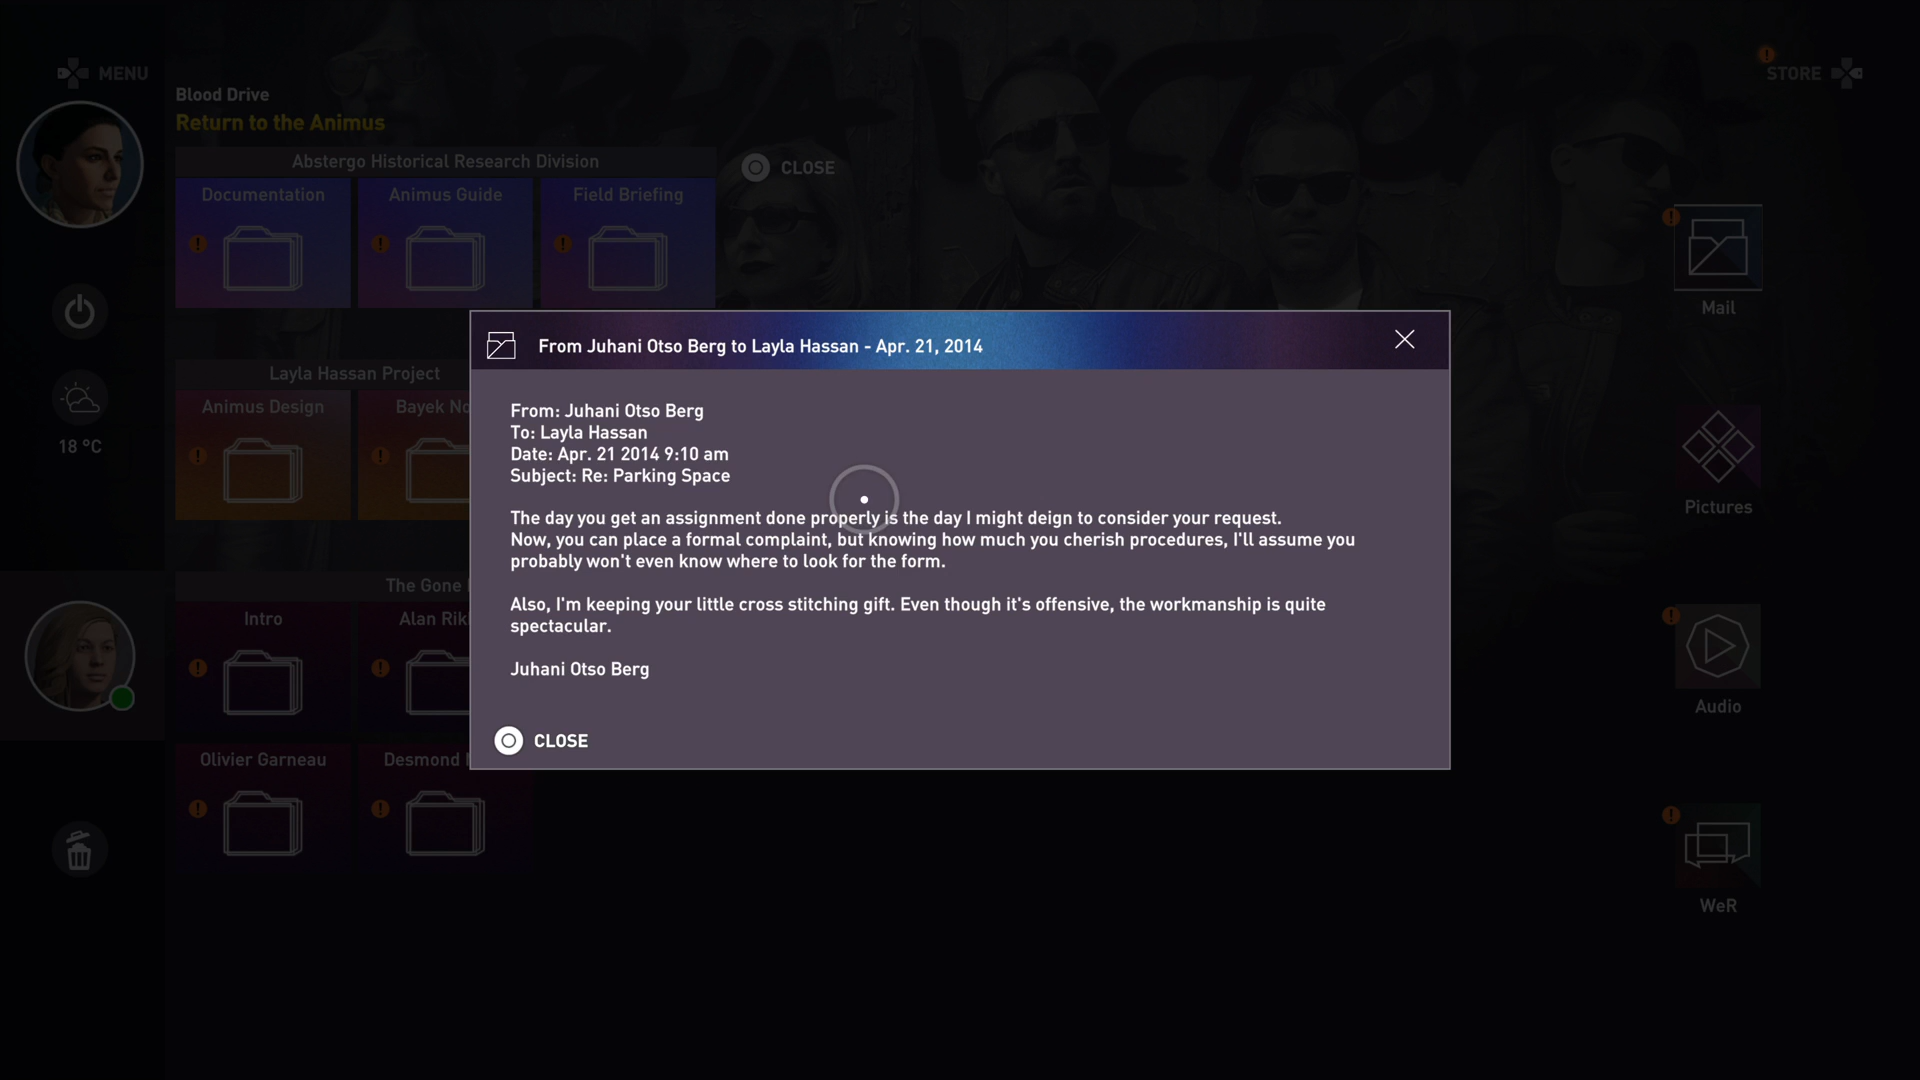 MENU
STORE
Blood Drive
Return to the Animus
Abstergo Historical Research Division
CLOSE
Documentation
Animus Guide
Field Briefing
Mail
From Juhani Otso Berg to Layla Hassan - Apr. 21, 2014
Layla Hassan Project
Animus Design
Bayek No
From: Juhani Otso Berg
To: Layla Hassan
Date: Apr. 21 2014 9:10 am
Subject: Re: Parking Space
18 °C
Pictures
The day you get an assignment done properly is the day I might deign to consider your request.
Now, you can place a formal complaint, but knowing how much you cherish procedures, I'll assume you
probably won't even know where to look for the form.
The Gone
Also, I'm keeping your little cross stitching gift. Even though it's offensive, the workmanship is quite
spectacular.
Intro
Alan Rik
Juhani Otso Berg
Audio
CLOSE
Olivier Garneau
Desmond
WeR